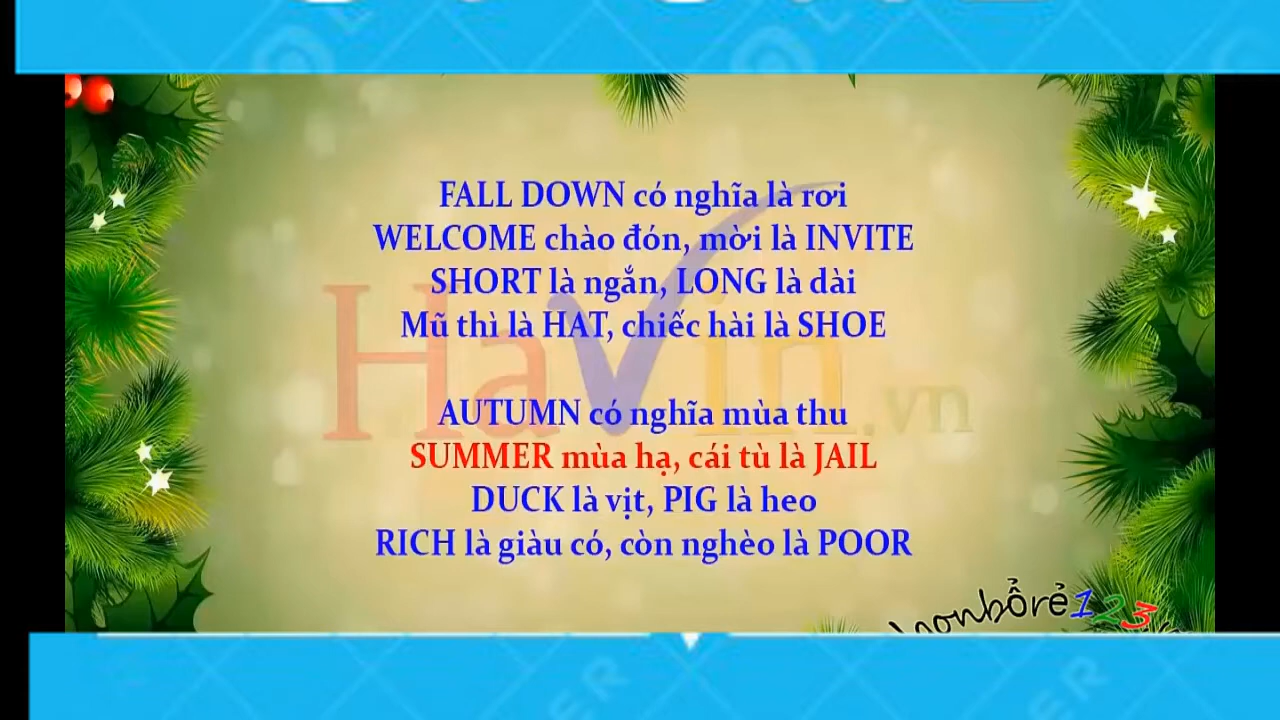 FALL DOWN có nghĩa là rơi
WELCOME chào đón, mời là INVITE
SHORT là ngắn, LONG là dài
Mũ thì là HAT, chiếc hài là SHOE
AUTUMN có nghĩa mùa thu
SUMMER mùa hạ, cái tù là JAIL
DUCK là vịt, PIG là heo
RICH là giàu có, còn nghèo là POOR
HaVin.vn